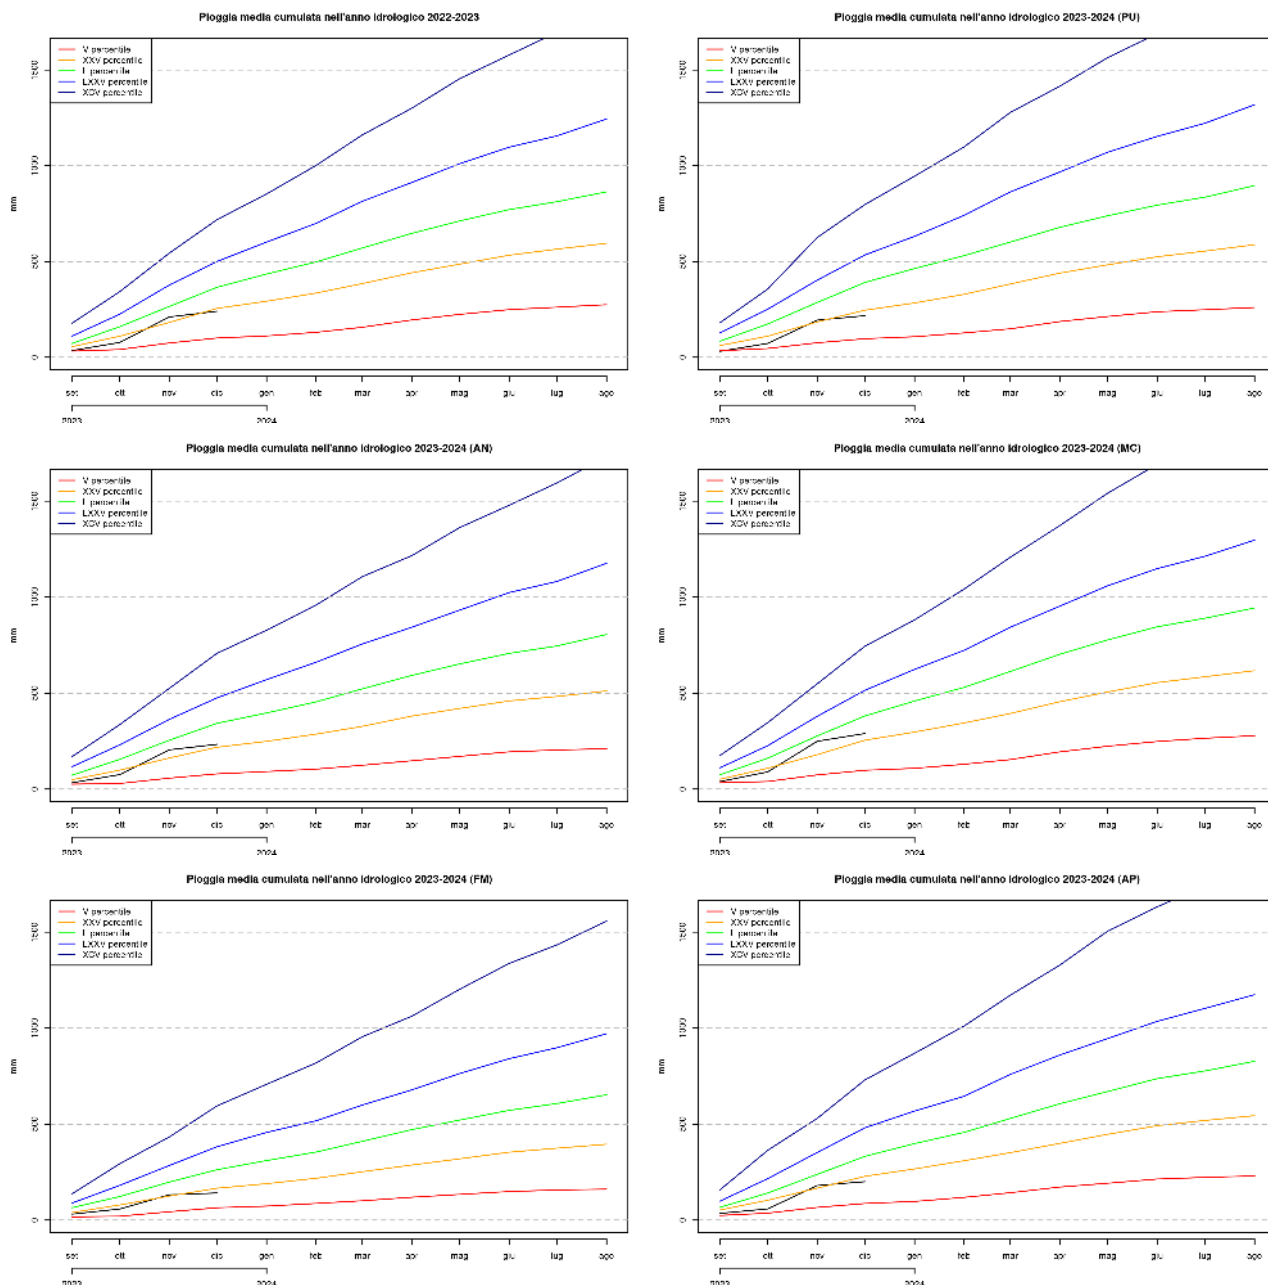 Pioggia media cumulata nell'anno idrologico 2022-2023
V percentile
XXV percentile
L percentile
LXXV percentile
XCV percentile
mm
0
500
1000
1500
set ott nov dic gen feb mar apr mag giu lug ago
2023 2024
Pioggia media cumulata nell'anno idrologico 2023-2024 (PU)
V percentile
XXV percentile
L percentile
LXXV percentile
XCV percentile
mm
0
500
1000
1500
set ott nov dic gen feb mar apr mag giu lug ago
2023 2024
Pioggia media cumulata nell'anno idrologico 2023-2024 (AN)
V percentile
XXV percentile
L percentile
LXXV percentile
XCV percentile
mm
0
500
1000
1500
set ott nov dic gen feb mar apr mag giu lug ago
2023 2024
Pioggia media cumulata nell'anno idrologico 2023-2024 (MC)
V percentile
XXV percentile
L percentile
LXXV percentile
XCV percentile
mm
0
500
1000
1500
set ott nov dic gen feb mar apr mag giu lug ago
2023 2024
Pioggia media cumulata nell'anno idrologico 2023-2024 (FM)
V percentile
XXV percentile
L percentile
LXXV percentile
XCV percentile
mm
0
500
1000
1500
set ott nov dic gen feb mar apr mag giu lug ago
2023 2024
Pioggia media cumulata nell'anno idrologico 2023-2024 (AP)
V percentile
XXV percentile
L percentile
LXXV percentile
XCV percentile
mm
0
500
1000
1500
set ott nov dic gen feb mar apr mag giu lug ago
2023 2024